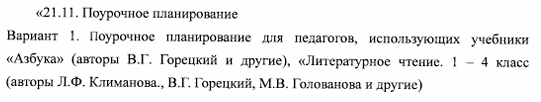 «21.11. Поурочное планирование
Вариант 1. Поурочное планирование для педагогов, использующих учебники
«Азбука» (авторы В.Г. Горецкий и другие), «Литературное чтение. 1 – 4 класс
(авторы Л.Ф. Климанова., В.Г. Горецкий, М.В. Голованова и другие)